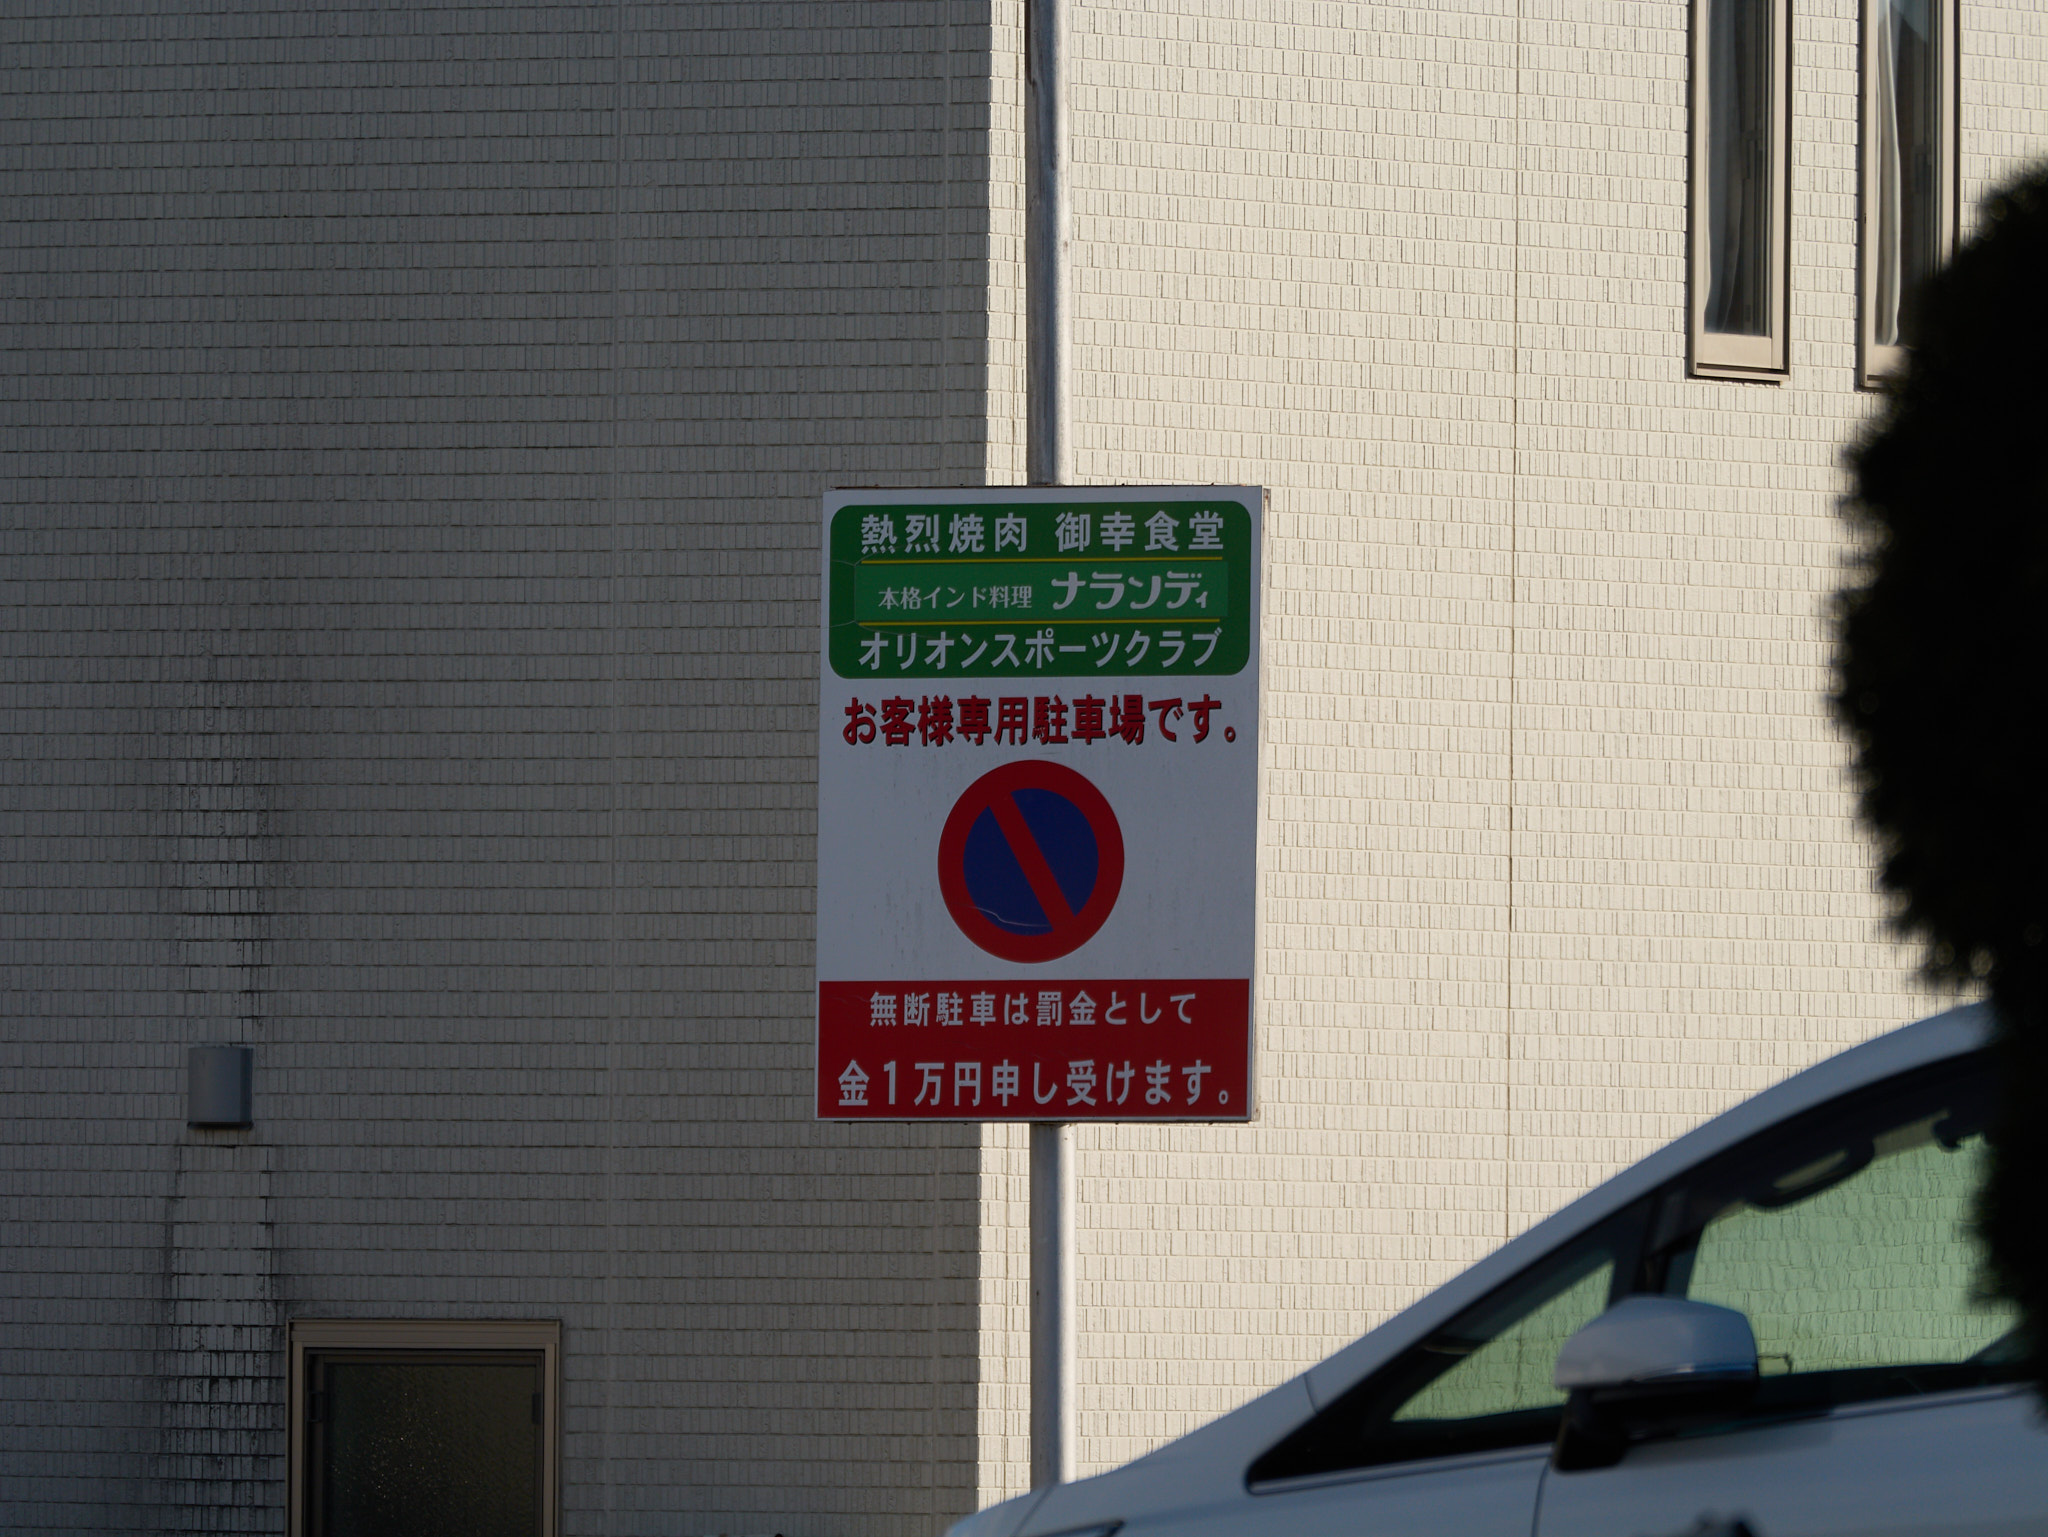 熱烈焼肉 御幸食堂
本格インド料理 ナランディ
オリオンスポーツクラブ
お客様専用駐車場です。
無断駐車は罰金として
金1万円申し受けます。